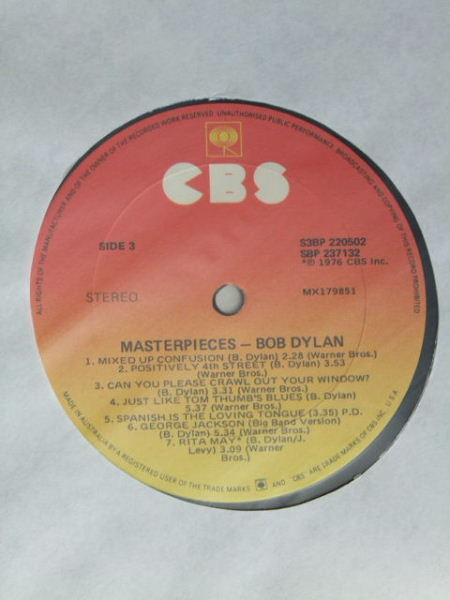 ALL RIGHTS OF THE MANUFACTURER AND OF THE OWNER OF THE RECORDED WORK RESERVED. UNAUTHORISED PUBLIC PERFORMANCE, BROADCASTING AND COPYING OF THIS RECORD PROHIBITED
CBS
SIDE 3
S3BP 220502
SBP 237132
* ℗ 1976 CBS Inc.
STEREO
MX179851
MASTERPIECES — BOB DYLAN
1. MIXED UP CONFUSION (B. Dylan) 2.28 (Warner Bros.)
2. POSITIVELY 4th STREET (B. Dylan) 3.53
(Warner Bros.)
3. CAN YOU PLEASE CRAWL OUT YOUR WINDOW?
(B. Dylan) 3.31 (Warner Bros.)
4. JUST LIKE TOM THUMB'S BLUES (B. Dylan)
5.37 (Warner Bros.)
5. SPANISH IS THE LOVING TONGUE (3.35) P.D.
6. GEORGE JACKSON (Big Band Version)
(B. Dylan) 5.34 (Warner Bros.)
7. RITA MAY* (B. Dylan/J.
Levy) 3.09 (Warner
Bros.)
MADE IN AUSTRALIA BY A REGISTERED USER OF THE TRADE MARKS AND CBS ARE TRADE MARKS OF CBS INC. U.S.A.